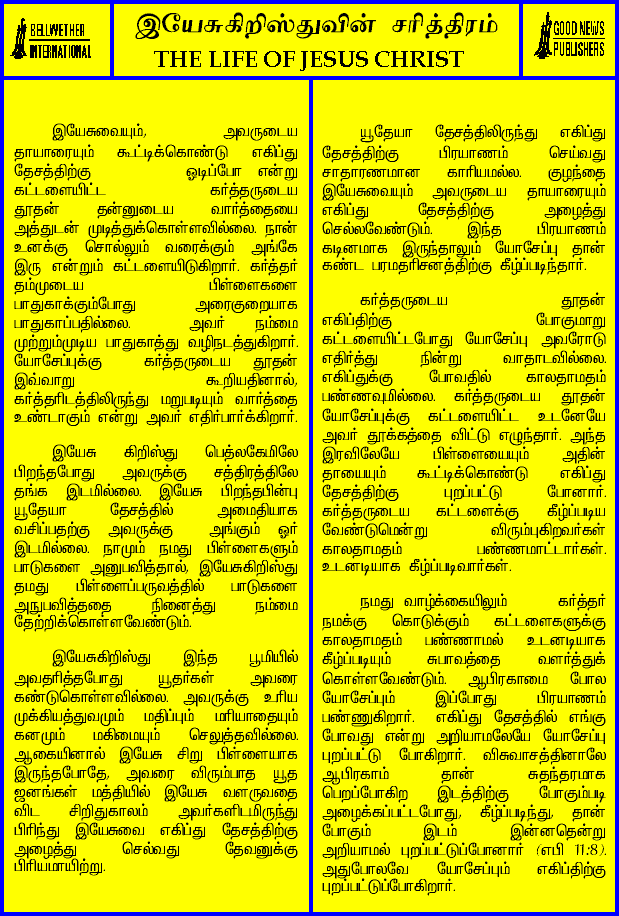 BELLWETHER
INTERNATIONAL
இயேசுகிறிஸ்துவின் சரித்திரம்
THE LIFE OF JESUS CHRIST
GOOD NEWS
PUBLISHERS
இயேசுவையும், அவருடைய
தாயாரையும் கூட்டிக்கொண்டு எகிப்து
தேசத்திற்கு ஓடிப்போ என்று
கட்டளையிட்ட கர்த்தருடைய
தூதன் தன்னுடைய வார்த்தையை
அத்துடன் முடித்துக்கொள்ளவில்லை. நான்
உனக்கு சொல்லும் வரைக்கும் அங்கே
இரு என்றும் கட்டளையிடுகிறார். கர்த்தர்
தம்முடைய பிள்ளைகளை
பாதுகாக்கும்போது அரைகுறையாக
பாதுகாப்பதில்லை. அவர் நம்மை
முற்றும்முடிய பாதுகாத்து வழிநடத்துகிறார்.
யோசேப்புக்கு கர்த்தருடைய தூதன்
இவ்வாறு கூறியதினால்,
கர்த்தரிடத்திலிருந்து மறுபடியும் வார்த்தை
உண்டாகும் என்று அவர் எதிர்பார்க்கிறார்.
இயேசு கிறிஸ்து பெத்லகேமிலே
பிறந்தபோது அவருக்கு சத்திரத்திலே
தங்க இடமில்லை. இயேசு பிறந்தபின்பு
யூதேயா தேசத்தில் அமைதியாக
வசிப்பதற்கு அவருக்கு அங்கும் ஓர்
இடமில்லை. நாமும் நமது பிள்ளைகளும்
பாடுகளை அனுபவித்தால், இயேசுகிறிஸ்து
தமது பிள்ளைப்பருவத்தில் பாடுகளை
அநுபவித்ததை நினைத்து நம்மை
தேற்றிக்கொள்ளவேண்டும்.
இயேசுகிறிஸ்து இந்த பூமியில்
அவதரித்தபோது யூதர்கள் அவரை
கண்டுகொள்ளவில்லை. அவருக்கு உரிய
முக்கியத்துவமும் மதிப்பும் மரியாதையும்
கனமும் மகிமையும் செலுத்தவில்லை.
ஆகையினால் இயேசு சிறு பிள்ளையாக
இருந்தபோதே, அவரை விரும்பாத யூத
ஜனங்கள் மத்தியில் இயேசு வளருவதை
விட சிறிதுகாலம் அவர்களிடமிருந்து
பிரிந்து இயேசுவை எகிப்து தேசத்திற்கு
அழைத்து செல்வது தேவனுக்கு
பிரியமாயிற்று.
யூதேயா தேசத்திலிருந்து எகிப்து
தேசத்திற்கு பிரயாணம் செய்வது
சாதாரணமான காரியமல்ல. குழந்தை
இயேசுவையும் அவருடைய தாயாரையும்
எகிப்து தேசத்திற்கு அழைத்து
செல்லவேண்டும். இந்த பிரயாணம்
கடினமாக இருந்தாலும் யோசேப்பு தான்
கண்ட பரமதரிசனத்திற்கு கீழ்ப்படிந்தார்.
கர்த்தருடைய தூதன்
எகிப்திற்கு போகுமாறு
கட்டளையிட்டபோது யோசேப்பு அவரோடு
எதிர்த்து நின்று வாதாடவில்லை.
எகிப்துக்கு போவதில் காலதாமதம்
பண்ணவுமில்லை. கர்த்தருடைய தூதன்
யோசேப்புக்கு கட்டளையிட்ட உடனேயே
அவர் தூக்கத்தை விட்டு எழுந்தார். அந்த
இரவிலேயே பிள்ளையையும் அதின்
தாயையும் கூட்டிக்கொண்டு எகிப்து
தேசத்திற்கு புறப்பட்டு போனார்.
கர்த்தருடைய கட்டளைக்கு கீழ்ப்படிய
வேண்டுமென்று விரும்புகிறவர்கள்
காலதாமதம் பண்ணமாட்டார்கள்.
உடனடியாக கீழ்ப்படிவார்கள்.
நமது வாழ்க்கையிலும் கர்த்தர்
நமக்கு கொடுக்கும் கட்டளைகளுக்கு
காலதாமதம் பண்ணாமல் உடனடியாக
கீழ்ப்படியும் சுபாவத்தை வளர்த்துக்
கொள்ளவேண்டும். ஆபிரகாமை போல
யோசேப்பும் இப்போது பிரயாணம்
பண்ணுகிறார். எகிப்து தேசத்தில் எங்கு
போவது என்று அறியாமலேயே யோசேப்பு
புறப்பட்டு போகிறார். விசுவாசத்தினாலே
ஆபிரகாம் தான் சுதந்தரமாக
பெறப்போகிற இடத்திற்கு போகும்படி
அழைக்கப்பட்டபோது, கீழ்ப்படிந்து, தான்
போகும் இடம் இன்னதென்று
அறியாமல் புறப்பட்டுப்போனார் (எபி 11:8).
அதுபோலவே யோசேப்பும் எகிப்திற்கு
புறப்பட்டுப்போகிறார்.